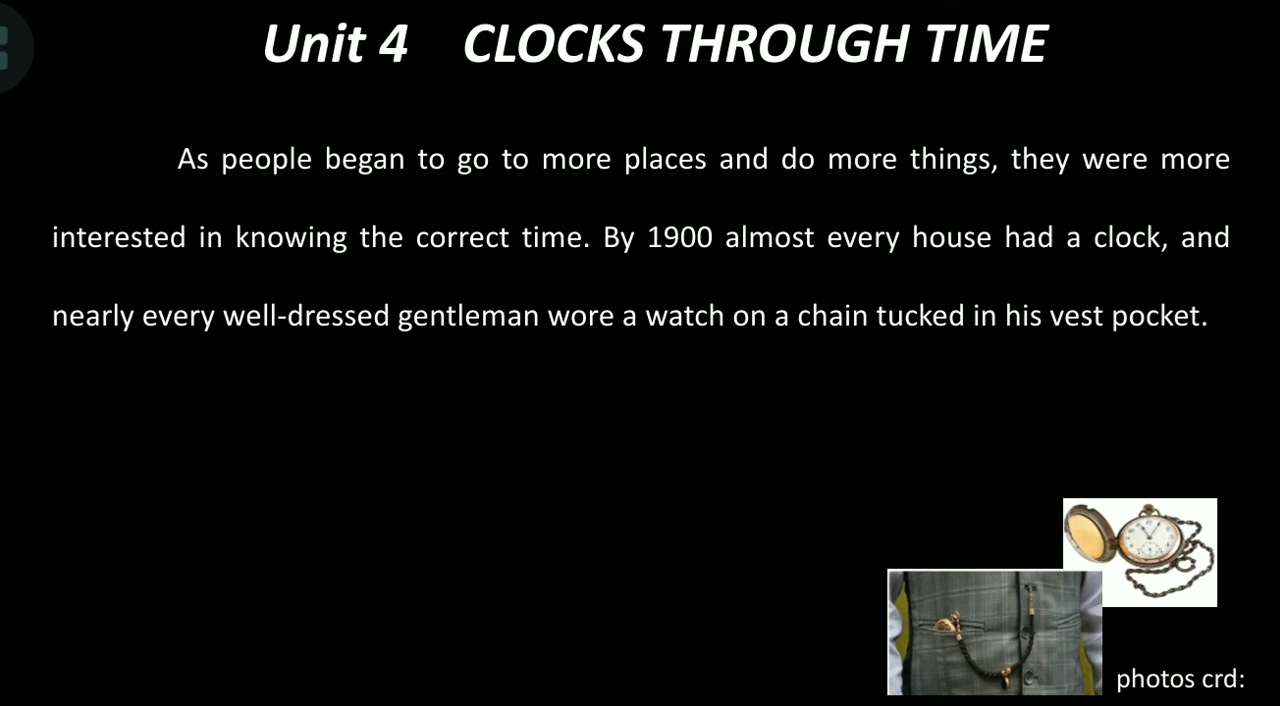 Unit 4 CLOCKS THROUGH TIME
As people began to go to more places and do more things, they were more
interested in knowing the correct time. By 1900 almost every house had a clock, and
nearly every well-dressed gentleman wore a watch on a chain tucked in his vest pocket.
photos crd: